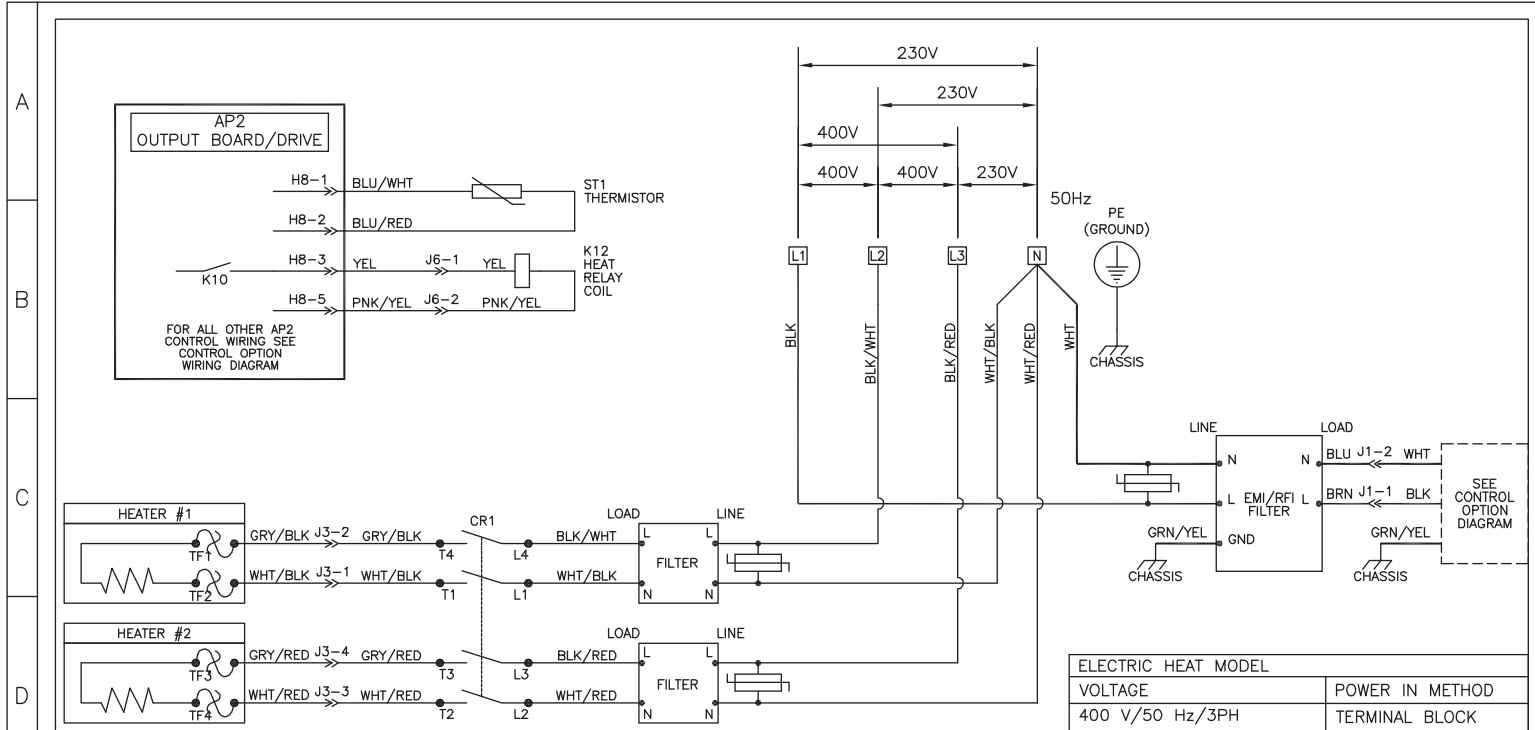 A
B
C
D
AP2
OUTPUT BOARD/DRIVE
H8-1
BLU/WHT
ST1
THERMISTOR
H8-2
BLU/RED
K10
H8-3
YEL
J6-1
YEL
K12
HEAT
RELAY
COIL
H8-5
PNK/YEL
J6-2
PNK/YEL
FOR ALL OTHER AP2
CONTROL WIRING SEE
CONTROL OPTION
WIRING DIAGRAM
230V
230V
400V
400V
400V
230V
50Hz
PE
(GROUND)
L1
L2
L3
N
CHASSIS
BLK
BLK/WHT
BLK/RED
WHT/BLK
WHT/RED
WHT
LINE
LOAD
N
N
L
L
EMI/RFI
FILTER
GND
GRN/YEL
CHASSIS
BLU
J1-2
WHT
BRN
J1-1
BLK
GRN/YEL
CHASSIS
SEE
CONTROL
OPTION
DIAGRAM
HEATER #1
TF1
TF2
GRY/BLK
J3-2
GRY/BLK
WHT/BLK
J3-1
WHT/BLK
CR1
T4
L4
T1
L1
BLK/WHT
WHT/BLK
LOAD
LINE
L
L
FILTER
N
N
HEATER #2
TF3
TF4
GRY/RED
J3-4
GRY/RED
WHT/RED
J3-3
WHT/RED
T3
L3
T2
L2
BLK/RED
WHT/RED
LOAD
LINE
L
L
FILTER
N
N
ELECTRIC HEAT MODEL
VOLTAGE
POWER IN METHOD
400 V/50 Hz/3PH
TERMINAL BLOCK